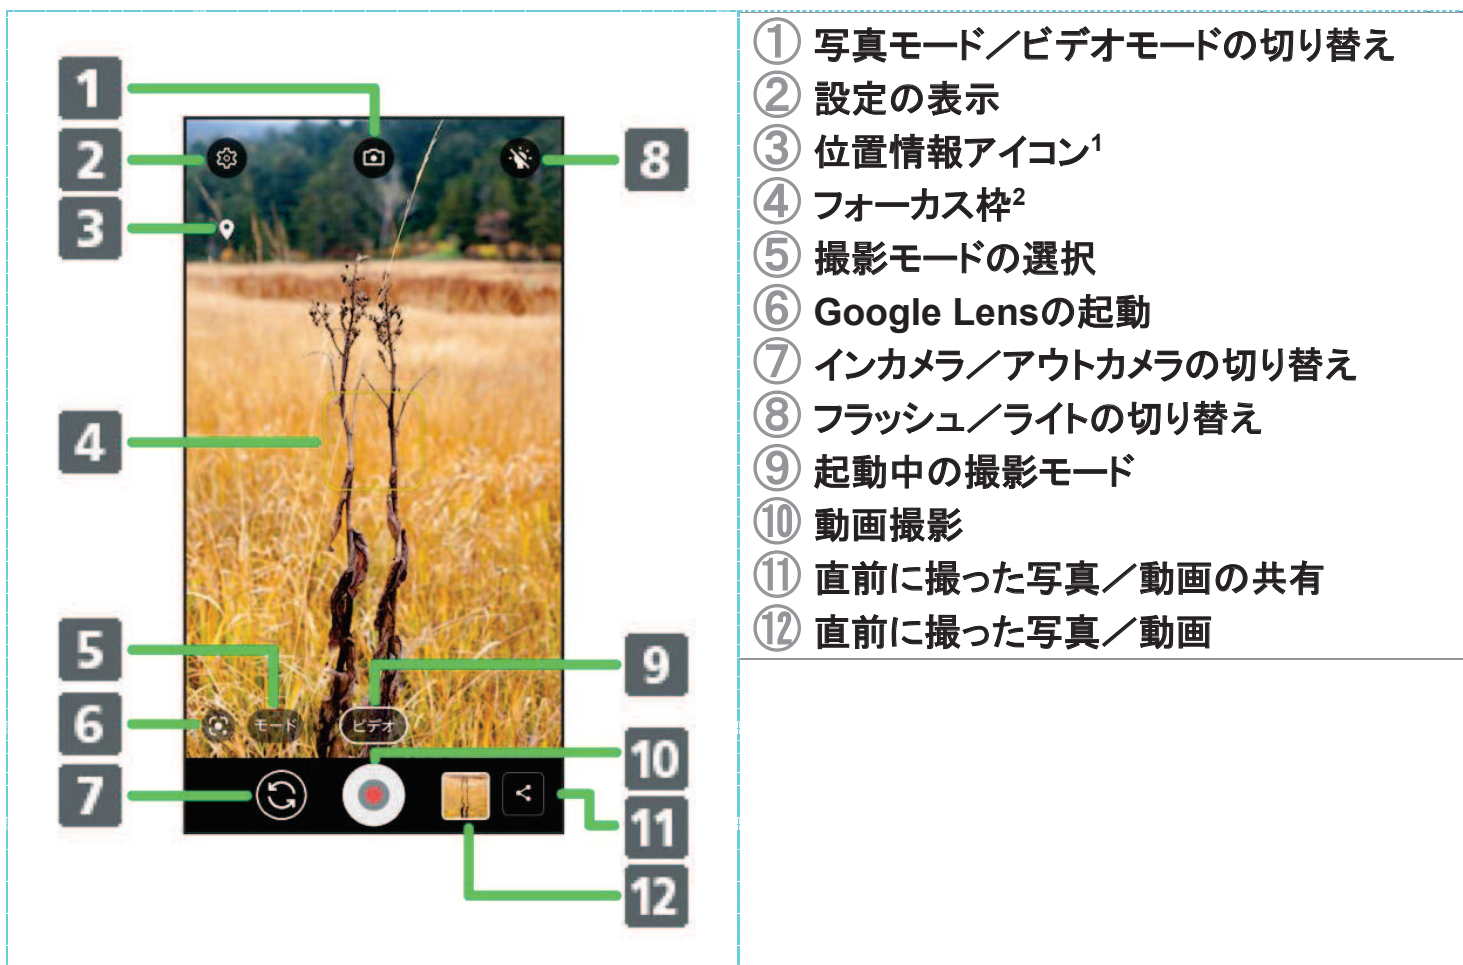 1
2
3
4
5
6
7
8
9
10
11
12
モード
ビデオ
① 写真モード／ビデオモードの切り替え
② 設定の表示
③ 位置情報アイコン¹
④ フォーカス枠²
⑤ 撮影モードの選択
⑥ Google Lensの起動
⑦ インカメラ／アウトカメラの切り替え
⑧ フラッシュ／ライトの切り替え
⑨ 起動中の撮影モード
⑩ 動画撮影
⑪ 直前に撮った写真／動画の共有
⑫ 直前に撮った写真／動画